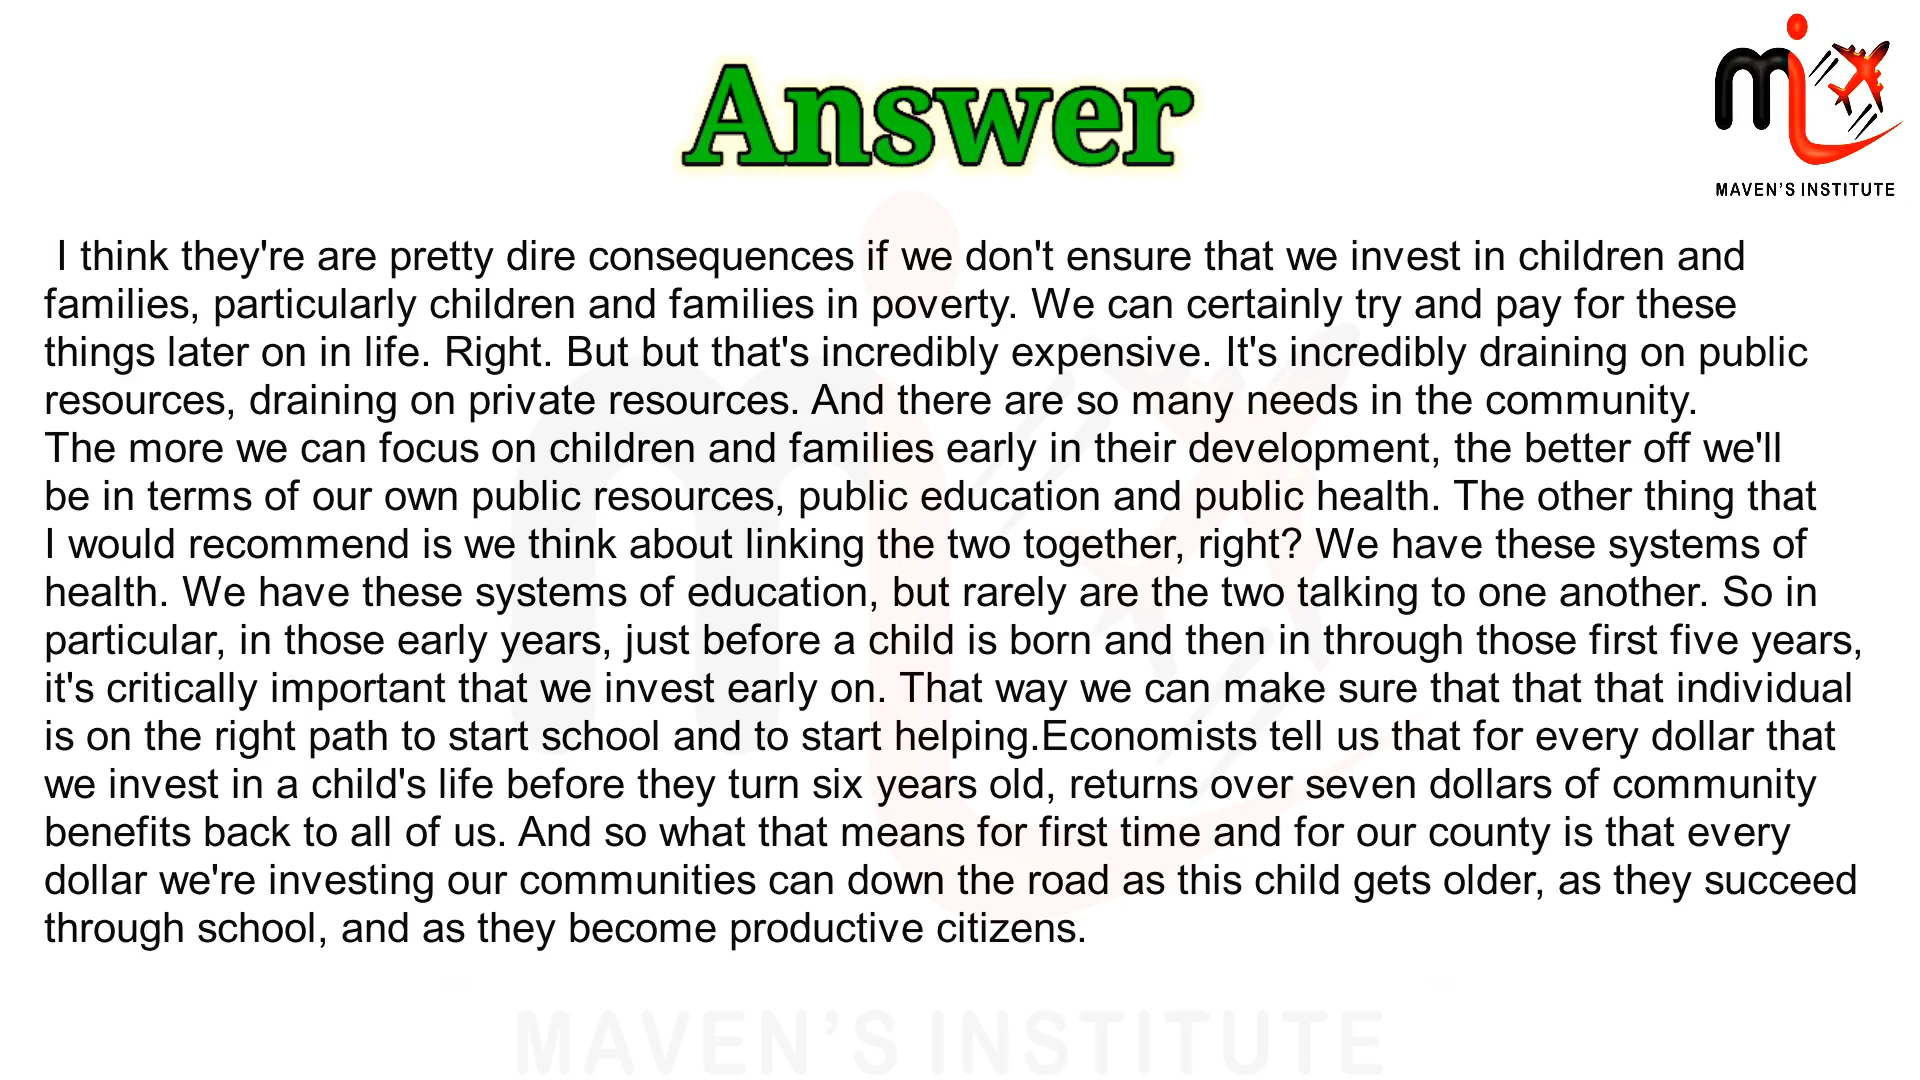 Answer
MAVEN'S INSTITUTE
I think they're are pretty dire consequences if we don't ensure that we invest in children and
families, particularly children and families in poverty. We can certainly try and pay for these
things later on in life. Right. But but that's incredibly expensive. It's incredibly draining on public
resources, draining on private resources. And there are so many needs in the community.
The more we can focus on children and families early in their development, the better off we'll
be in terms of our own public resources, public education and public health. The other thing that
I would recommend is we think about linking the two together, right? We have these systems of
health. We have these systems of education, but rarely are the two talking to one another. So in
particular, in those early years, just before a child is born and then in through those first five years,
it's critically important that we invest early on. That way we can make sure that that that individual
is on the right path to start school and to start helping.Economists tell us that for every dollar that
we invest in a child's life before they turn six years old, returns over seven dollars of community
benefits back to all of us. And so what that means for first time and for our county is that every
dollar we're investing our communities can down the road as this child gets older, as they succeed
through school, and as they become productive citizens.
MAVEN'S INSTITUTE